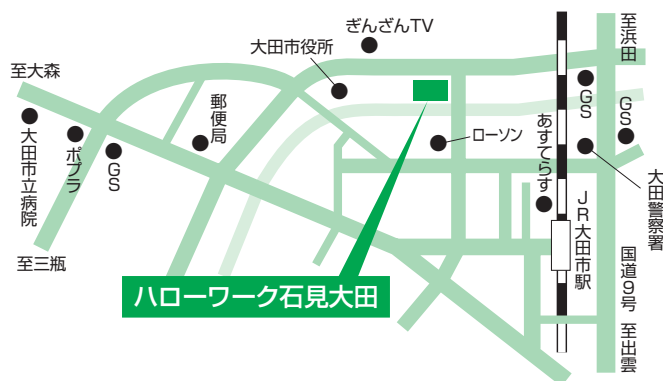 ぎんざんTV
大田市役所
至浜田
至大森
郵便局
GS
GS
大田市立病院
ポプラ
GS
ローソン
あすてらす
大田警察署
JR大田市駅
至三瓶
ハローワーク石見大田
国道9号 至出雲